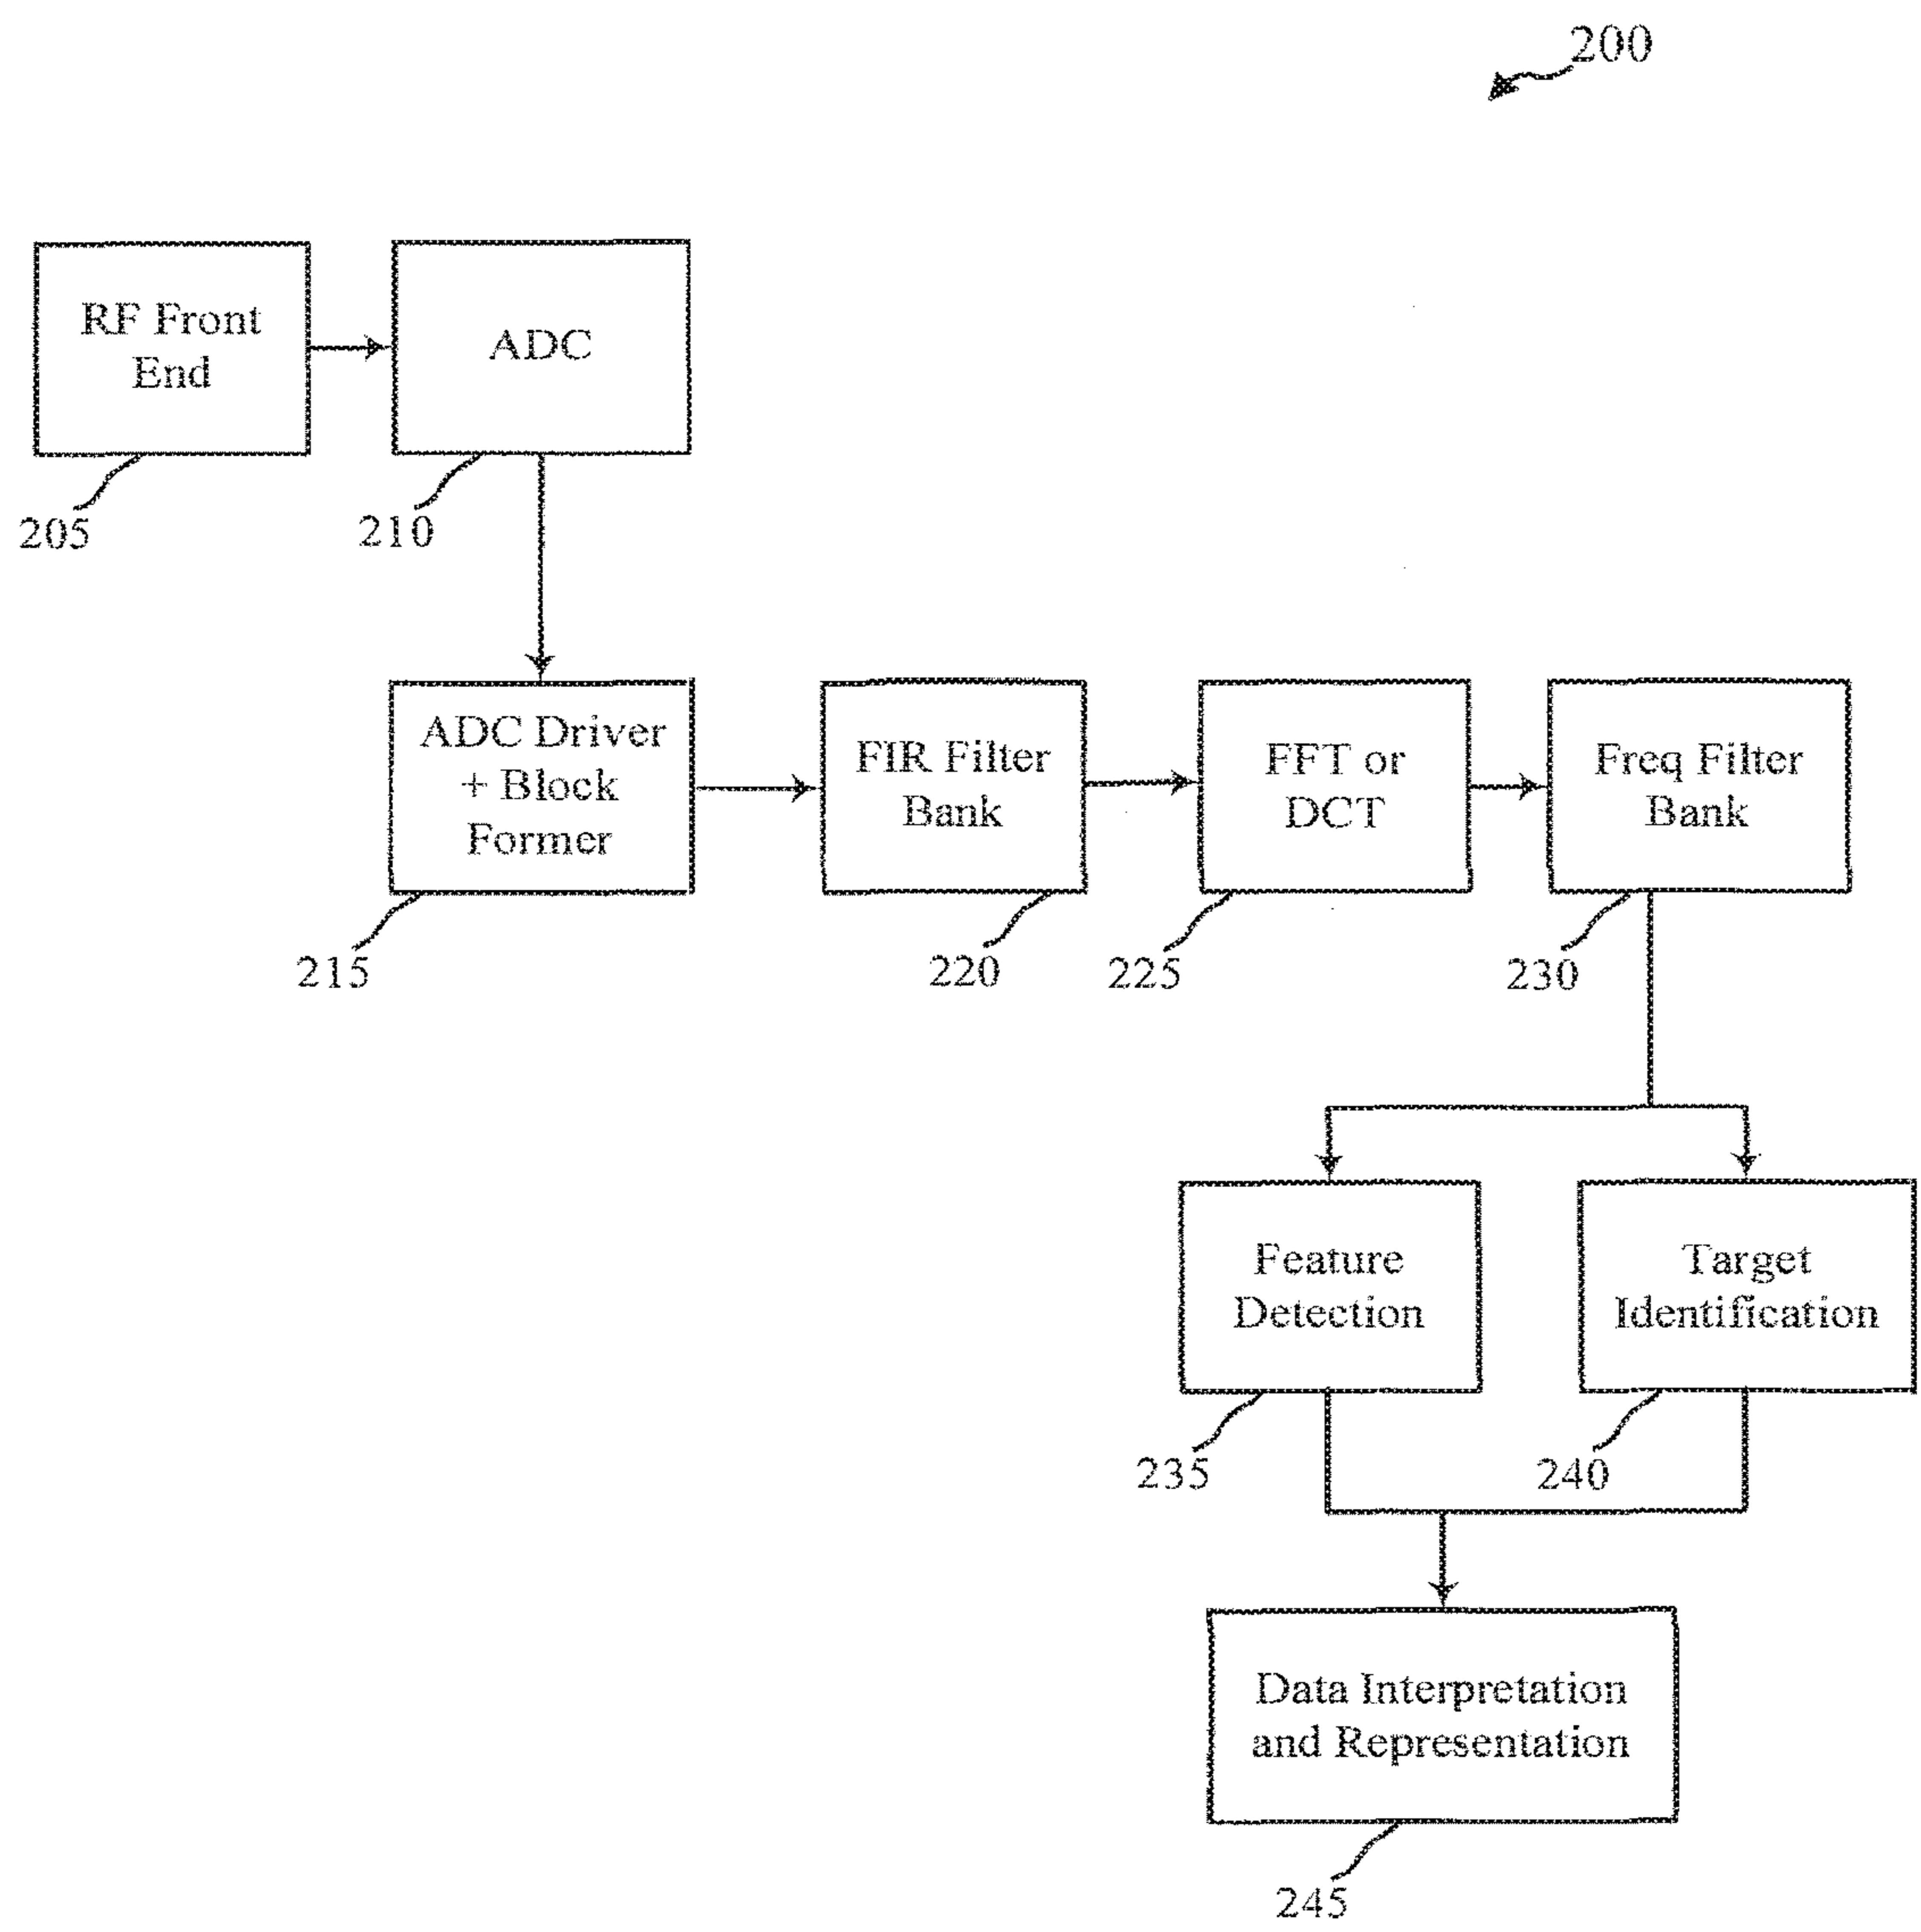 200
RF Front
End
ADC
205
210
ADC Driver
+ Block
Former
FIR Filter
Bank
FFT or
DCT
Freq Filter
Bank
215
220
225
230
Feature
Detection
Target
Identification
235
240
Data Interpretation
and Representation
245